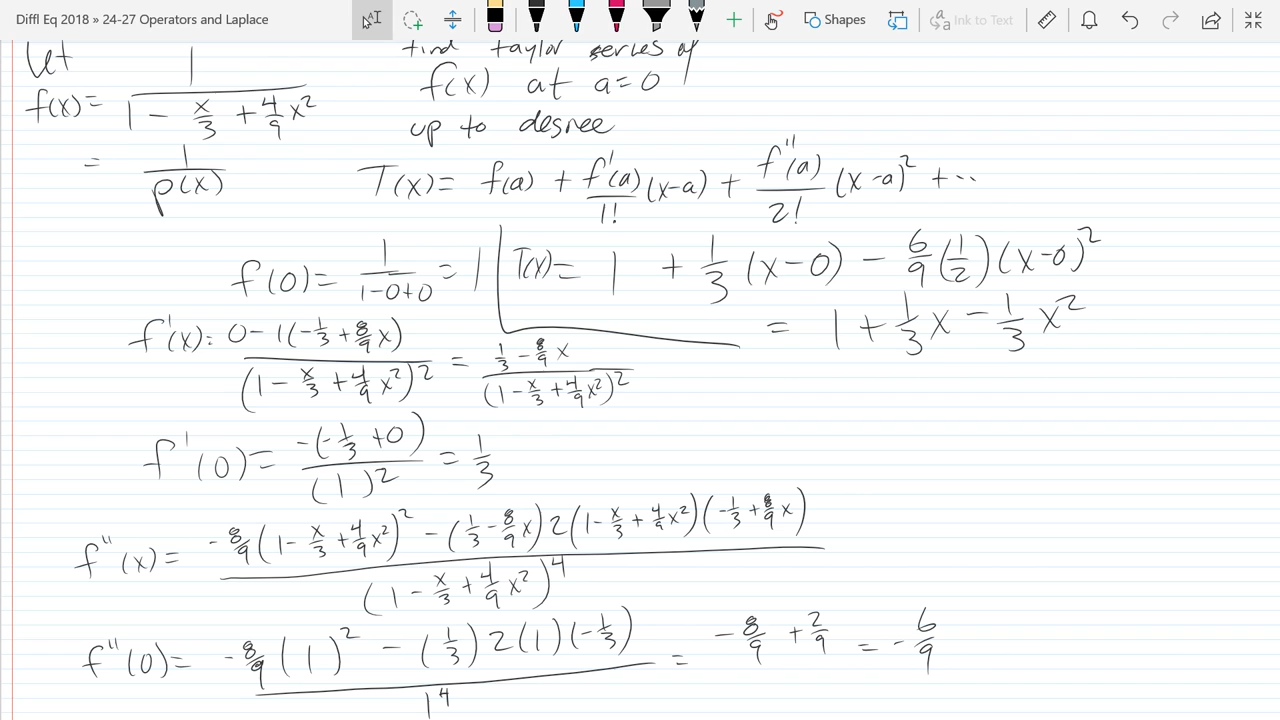 Diffl Eq 2018 » 24-27 Operators and Laplace
Shapes
Ink to Text
Let
find taylor series of
f(x) = 1 / (1 - x/3 + 4/9 x²)
f(x) at a=0
up to degree
= 1 / p(x)
T(x) = f(a) + f'(a)/1! (x-a) + f''(a)/2! (x-a)² + ...
f(0) = 1/(1-0+0) = 1
T(x) = 1 + 1/3 (x-0) - 6/9 (1/2)(x-0)²
= 1 + 1/3 x - 1/3 x²
f'(x) = (0 - 1(-1/3 + 8/9 x)) / (1 - x/3 + 4/9 x²)² = (1/3 - 8/9 x) / (1 - x/3 + 4/9 x²)²
f'(0) = -(-1/3 + 0) / (1)² = 1/3
f''(x) = (-8/9 (1 - x/3 + 4/9 x²)² - (1/3 - 8/9 x) 2 (1 - x/3 + 4/9 x²)(-1/3 + 8/9 x)) / (1 - x/3 + 4/9 x²)⁴
f''(0) = (-8/9 (1)² - (1/3) 2 (1)(-1/3)) / 1⁴ = -8/9 + 2/9 = -6/9